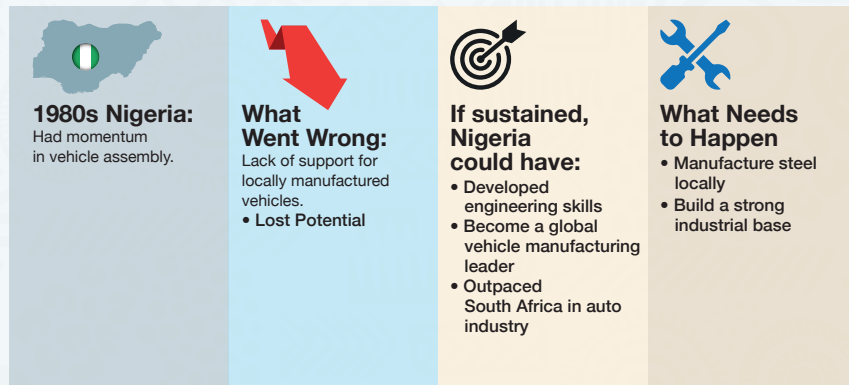 1980s Nigeria:
Had momentum
in vehicle assembly.
What
Went Wrong:
Lack of support for
locally manufactured
vehicles.
• Lost Potential
If sustained,
Nigeria
could have:
• Developed
engineering skills
• Become a global
vehicle manufacturing
leader
• Outpaced
South Africa in auto
industry
What Needs
to Happen
• Manufacture steel
locally
• Build a strong
industrial base